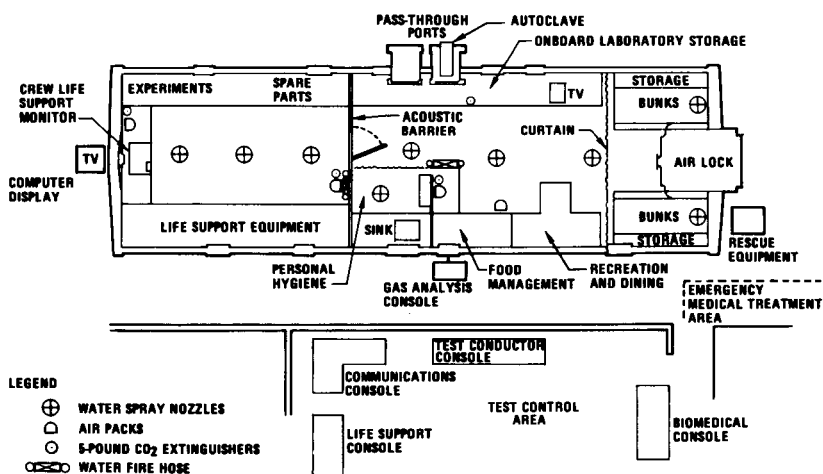 PASS-THROUGH
PORTS
AUTOCLAVE
ONBOARD LABORATORY STORAGE
CREW LIFE
SUPPORT
MONITOR
EXPERIMENTS
SPARE
PARTS
ACOUSTIC
BARRIER
TV
CURTAIN
STORAGE
BUNKS
TV
COMPUTER
DISPLAY
AIR LOCK
LIFE SUPPORT EQUIPMENT
SINK
BUNKS
STORAGE
RESCUE
EQUIPMENT
PERSONAL
HYGIENE
GAS ANALYSIS
CONSOLE
FOOD
MANAGEMENT
RECREATION
AND DINING
EMERGENCY
MEDICAL TREATMENT
AREA
TEST CONDUCTOR
CONSOLE
COMMUNICATIONS
CONSOLE
TEST CONTROL
AREA
LIFE SUPPORT
CONSOLE
BIOMEDICAL
CONSOLE
LEGEND
WATER SPRAY NOZZLES
AIR PACKS
5-POUND CO2 EXTINGUISHERS
WATER FIRE HOSE